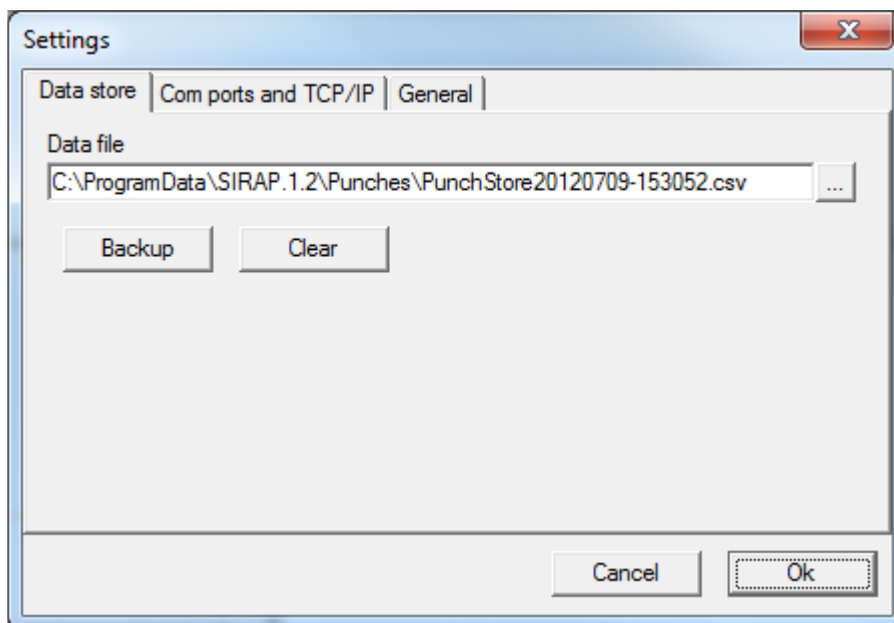 Settings
Data store Com ports and TCP/IP General
Data file
C:\ProgramData\SIRAP.1.2\Punches\PunchStore20120709-153052.csv ...
Backup Clear
Cancel Ok